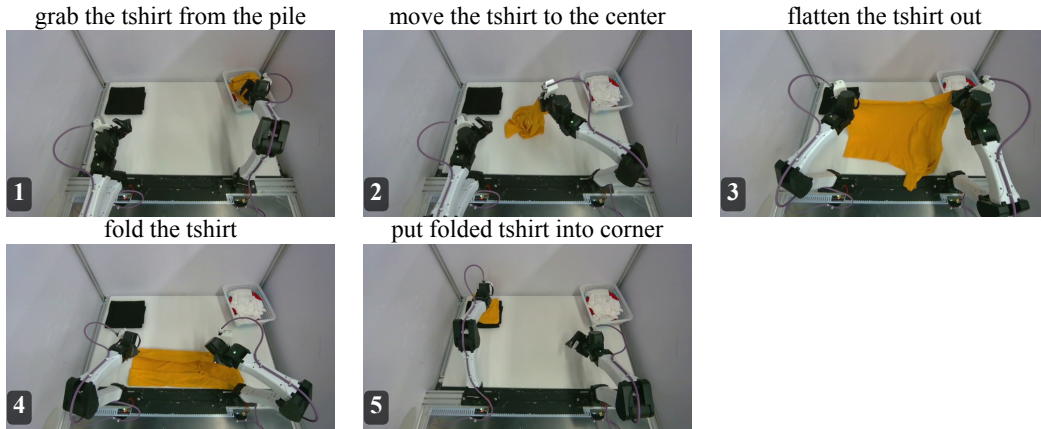 grab the tshirt from the pile
move the tshirt to the center
flatten the tshirt out
1
2
3
fold the tshirt
put folded tshirt into corner
4
5